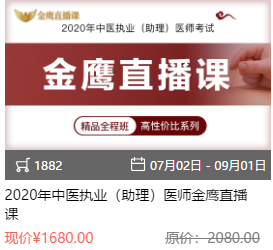 金鹰直播课
2020年中医执业（助理）医师考试
金鹰直播课
精品全程班 高性价比系列
1882 07月02日 - 09月01日
2020年中医执业（助理）医师金鹰直播
课
现价¥1680.00 原价：2080.00